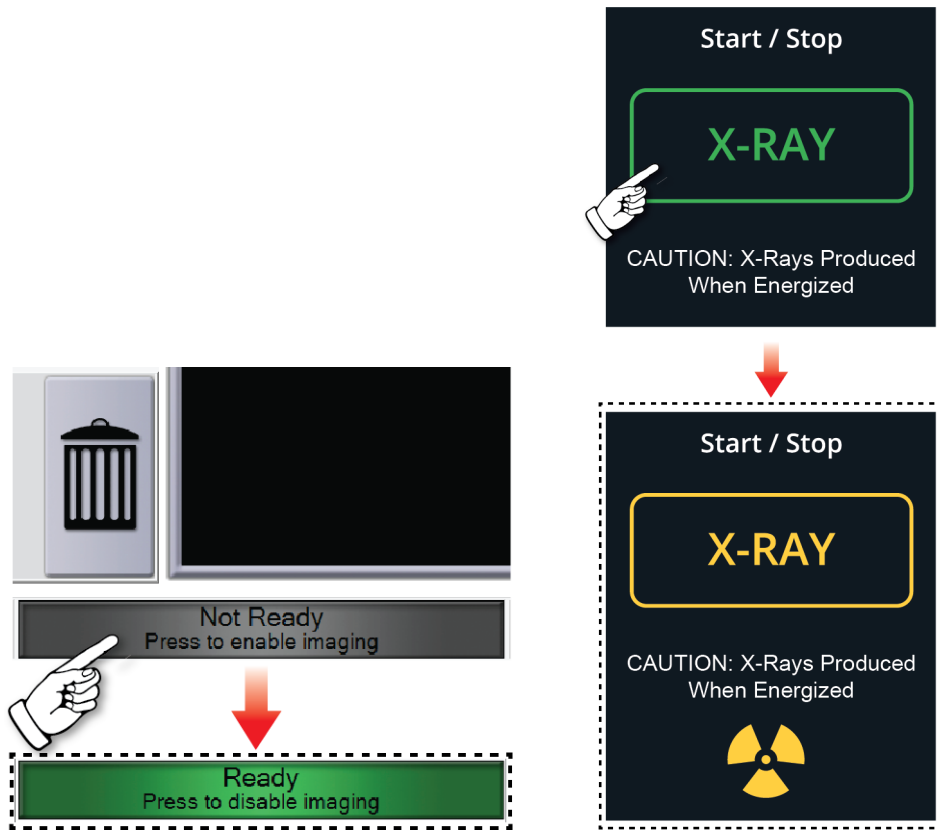 Start / Stop
X-RAY
CAUTION: X-Rays Produced
When Energized
Start / Stop
X-RAY
CAUTION: X-Rays Produced
When Energized
Not Ready
Press to enable imaging
Ready
Press to disable imaging